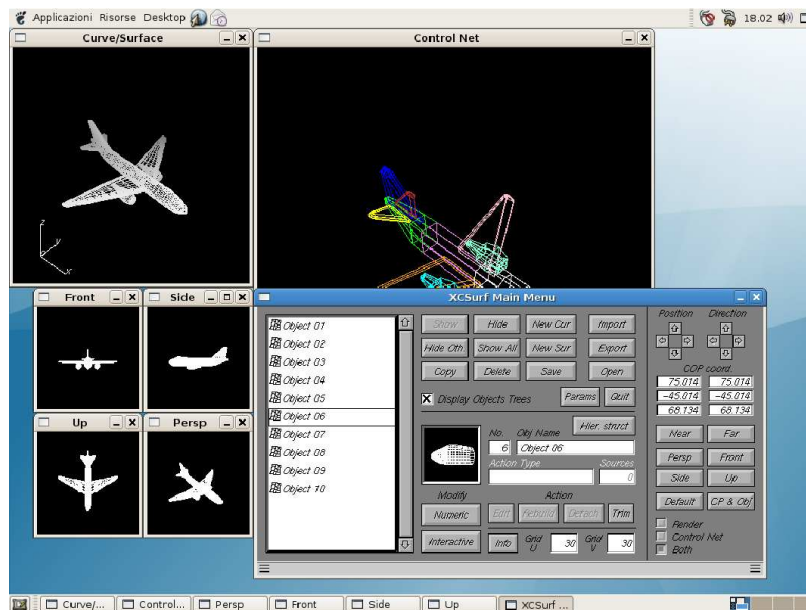 Applicazioni Risorse Desktop
18.02
Curve/Surface
Control Net
z
y
x
Front
Side
Up
Persp
XCSurf Main Menu
Object 01
Object 02
Object 03
Object 04
Object 05
Object 06
Object 07
Object 08
Object 09
Object 10
Show Hide New Cur Import
Hide Oth Show All New Sur Export
Copy Delete Save Open
X Display Objects Trees Params Quit
Hier. struct
No. Obj Name
6 Object 06
Action Type Sources
0
Modify Action
Numeric Edit Rebuild Detach Trim
Interactive Info Grid U 30 Grid V 30
Position Direction
COP coord.
75.014 75.014
-45.014 -45.014
68.134 68.134
Near Far
Persp Front
Side Up
Default CP & Obj
Render
Control Net
Both
Curve/... Control... Persp Front Side Up XCSurf ...